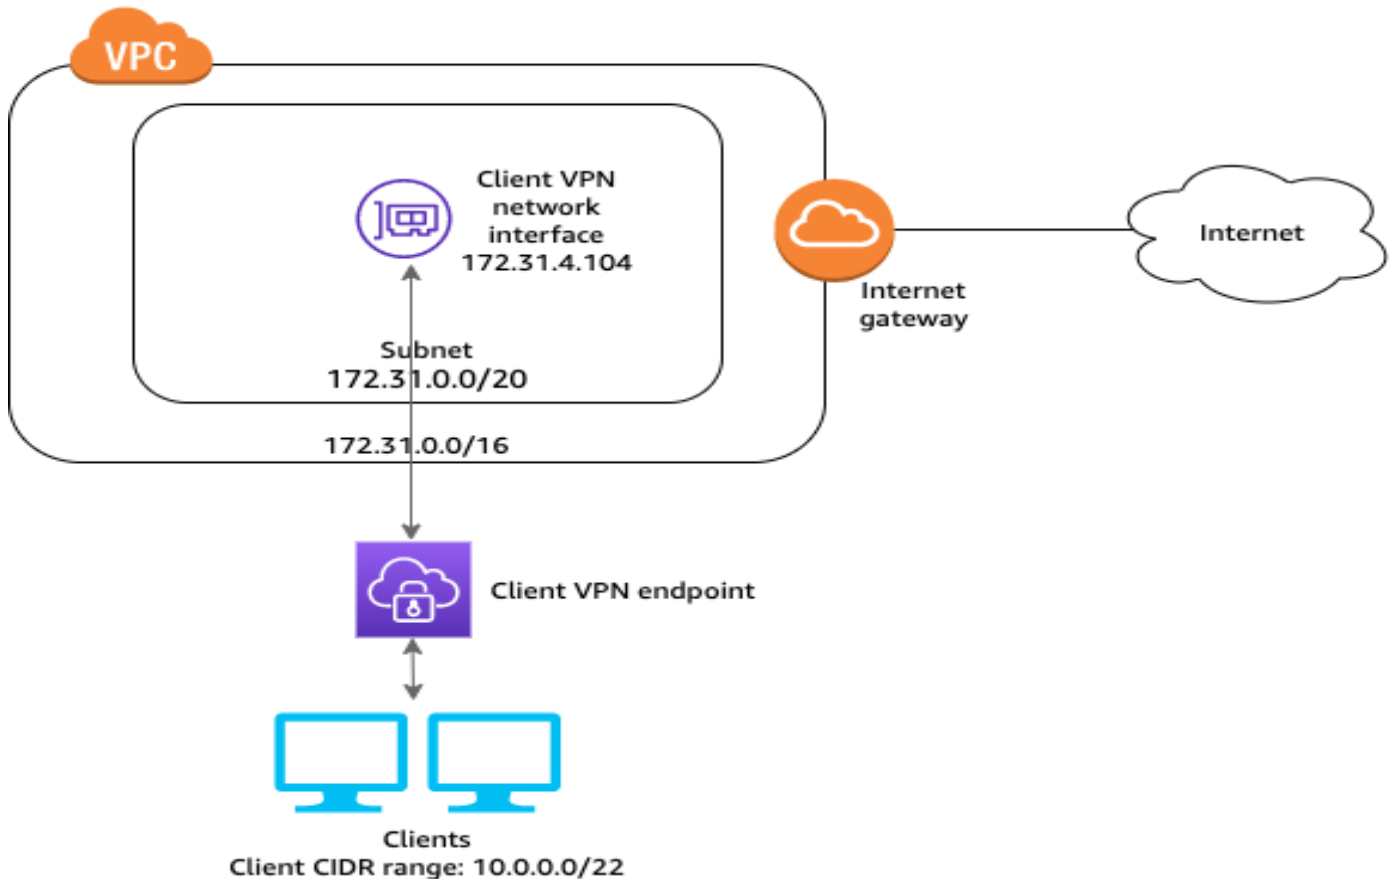 VPC
Client VPN
network
interface
172.31.4.104
Subnet
172.31.0.0/20
172.31.0.0/16
Internet
gateway
Internet
Client VPN endpoint
Clients
Client CIDR range: 10.0.0.0/22